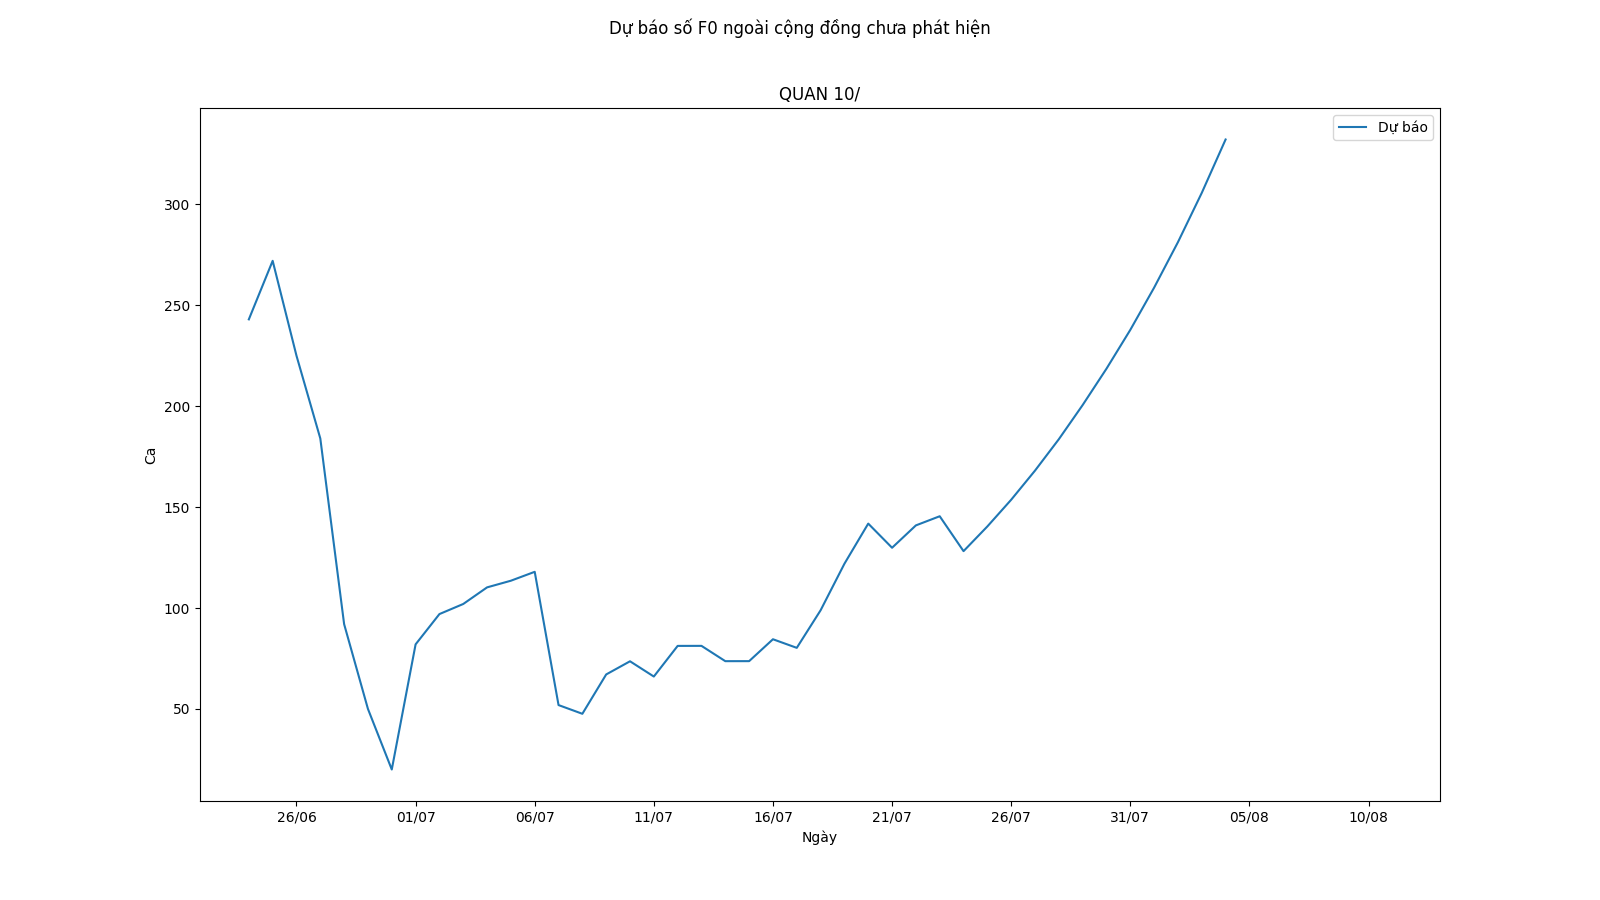 Dự báo số F0 ngoài cộng đồng chưa phát hiện
QUAN 10/
Dự báo
300
250
200
150
100
50
Ca
26/06 01/07 06/07 11/07 16/07 21/07 26/07 31/07 05/08 10/08
Ngày